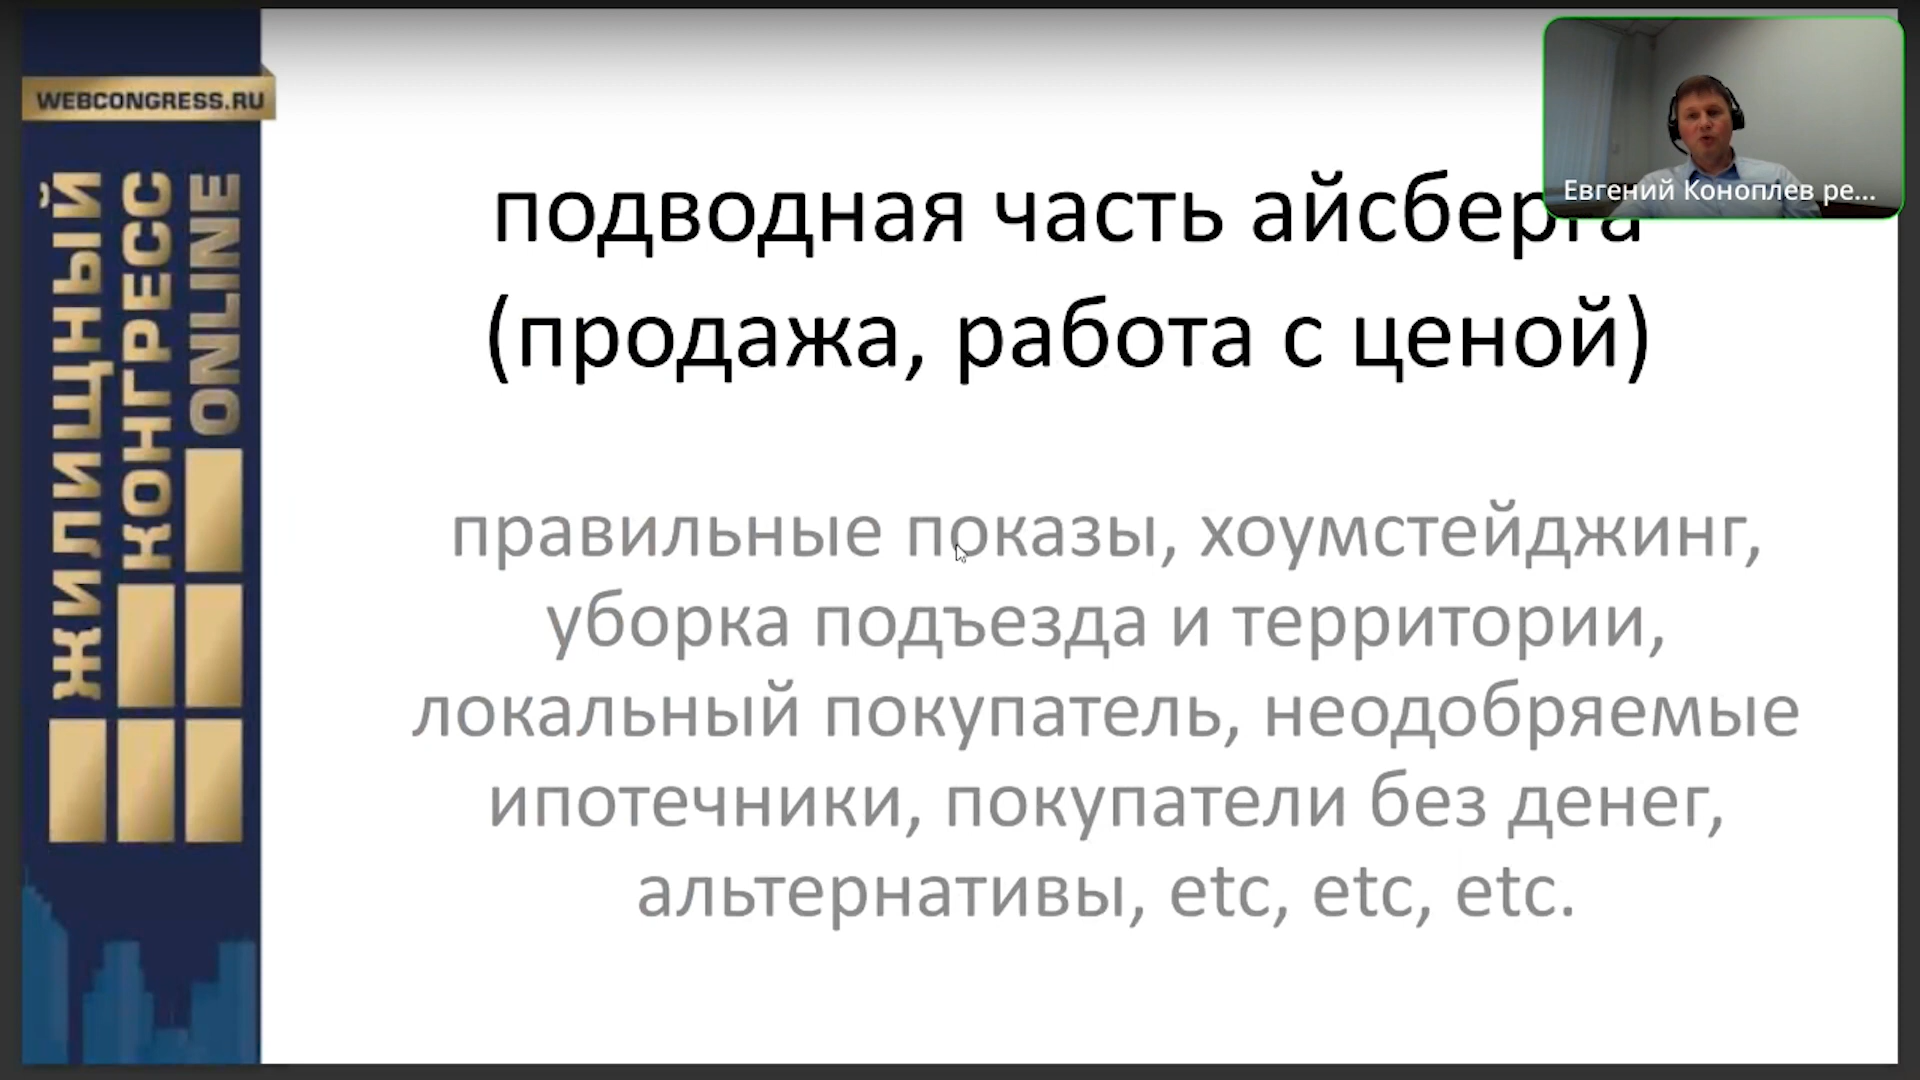 WEBCONGRESS.RU
ЖИЛИЩНЫЙ
КОНГРЕСС
ONLINE
Евгений Коноплев ре...
подводная часть айсберга
(продажа, работа с ценой)
правильные показы, хоумстейджинг,
уборка подъезда и территории,
локальный покупатель, неодобряемые
ипотечники, покупатели без денег,
альтернативы, etc, etc, etc.